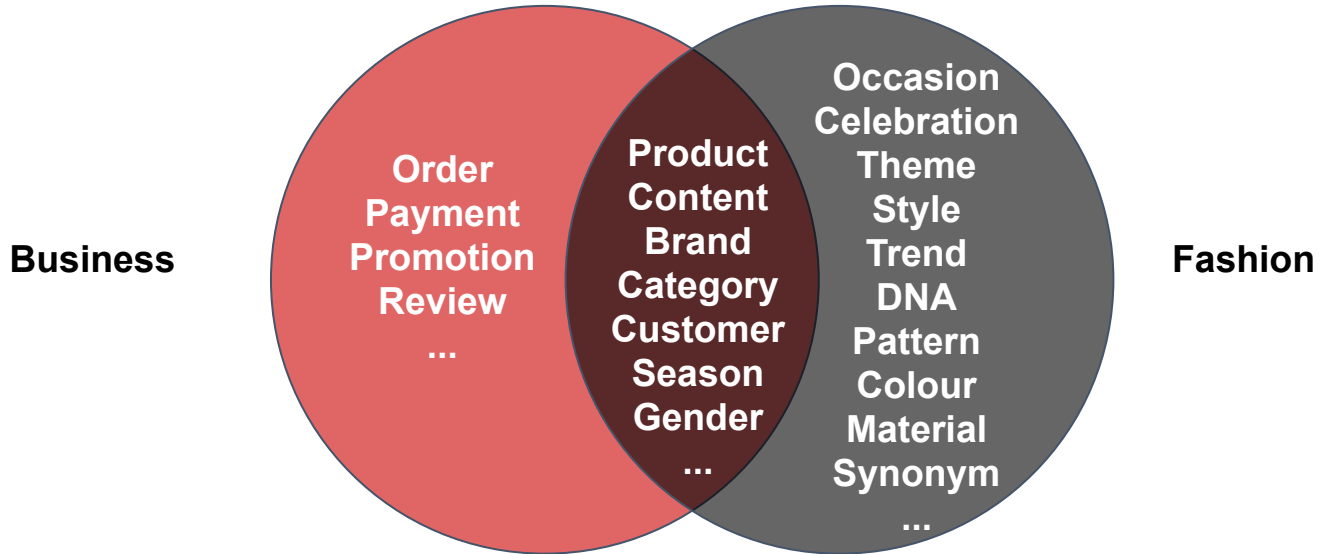 Business
Order
Payment
Promotion
Review
...
Product
Content
Brand
Category
Customer
Season
Gender
...
Occasion
Celebration
Theme
Style
Trend
DNA
Pattern
Colour
Material
Synonym
...
Fashion